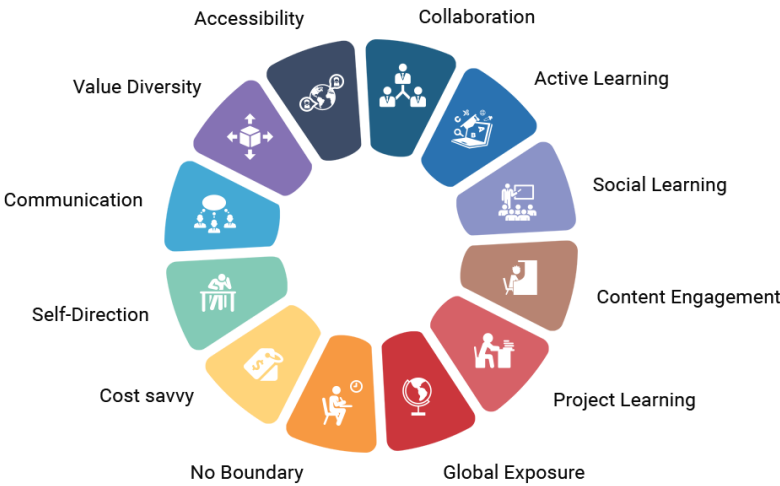 Accessibility
Collaboration
Value Diversity
Active Learning
Communication
Social Learning
Self-Direction
Content Engagement
Cost savvy
Project Learning
No Boundary
Global Exposure